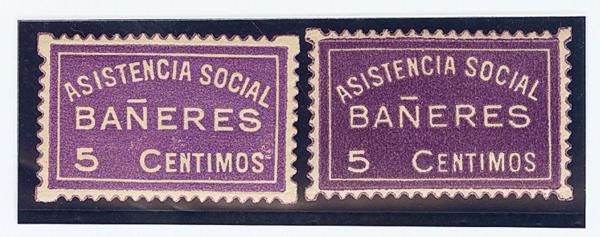 ASISTENCIA SOCIAL
BAÑERES
5 CENTIMOS
ASISTENCIA SOCIAL
BAÑERES
5 CENTIMOS